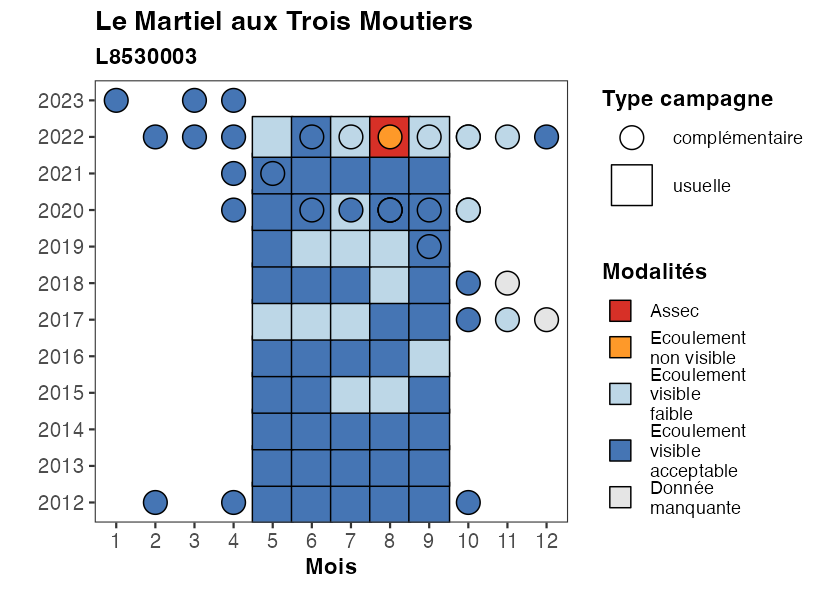 Le Martiel aux Trois Moutiers
L8530003
2023
2022
2021
2020
2019
2018
2017
2016
2015
2014
2013
2012
1 2 3 4 5 6 7 8 9 10 11 12
Mois
Type campagne
complémentaire
usuelle
Modalités
Assec
Ecoulement
non visible
Ecoulement
visible
faible
Ecoulement
visible
acceptable
Donnée
manquante